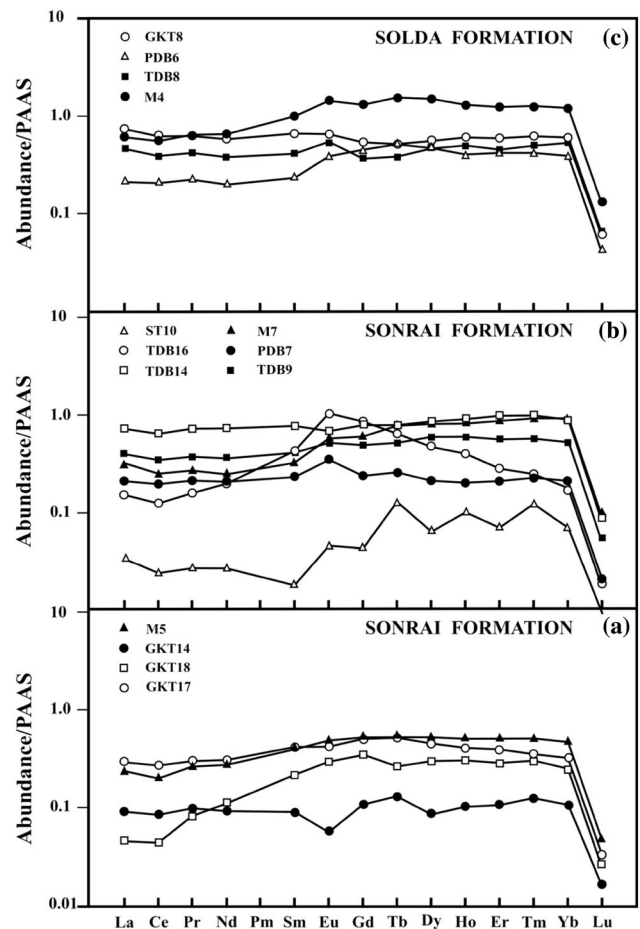 10
GKT8
SOLDA FORMATION (c)
PDB6
TDB8
M4
1.0
0.1
Abundance/PAAS
10
ST10 M7
SONRAI FORMATION (b)
TDB16 PDB7
TDB14 TDB9
1.0
0.1
Abundance/PAAS
10
M5
SONRAI FORMATION (a)
GKT14
GKT18
GKT17
1.0
0.1
0.01
Abundance/PAAS
La Ce Pr Nd Pm Sm Eu Gd Tb Dy Ho Er Tm Yb Lu